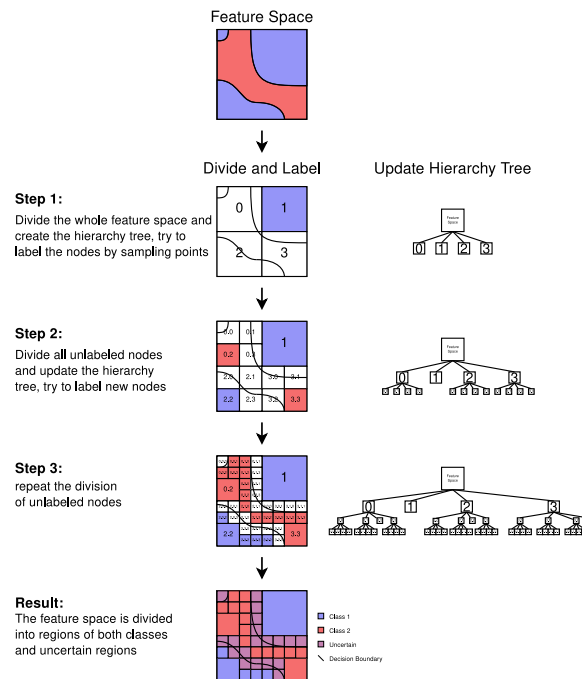 Feature Space
Divide and Label
Update Hierarchy Tree
Step 1:
Divide the whole feature space and
create the hierarchy tree, try to
label the nodes by sampling points
0
1
2
3
Feature
Space
0 1 2 3
Step 2:
Divide all unlabeled nodes
and update the hierarchy
tree, try to label new nodes
0.0 0.1
1
0.2 0.3
2.0 2.1 3.0 3.1
2.2 2.3 3.2 3.3
Feature
Space
0 1 2 3
Step 3:
repeat the division
of unlabeled nodes
1
0.2
2.2
3.3
Feature
Space
0 1 2 3
Result:
The feature space is divided
into regions of both classes
and uncertain regions
Class 1
Class 2
Uncertain
Decision Boundary